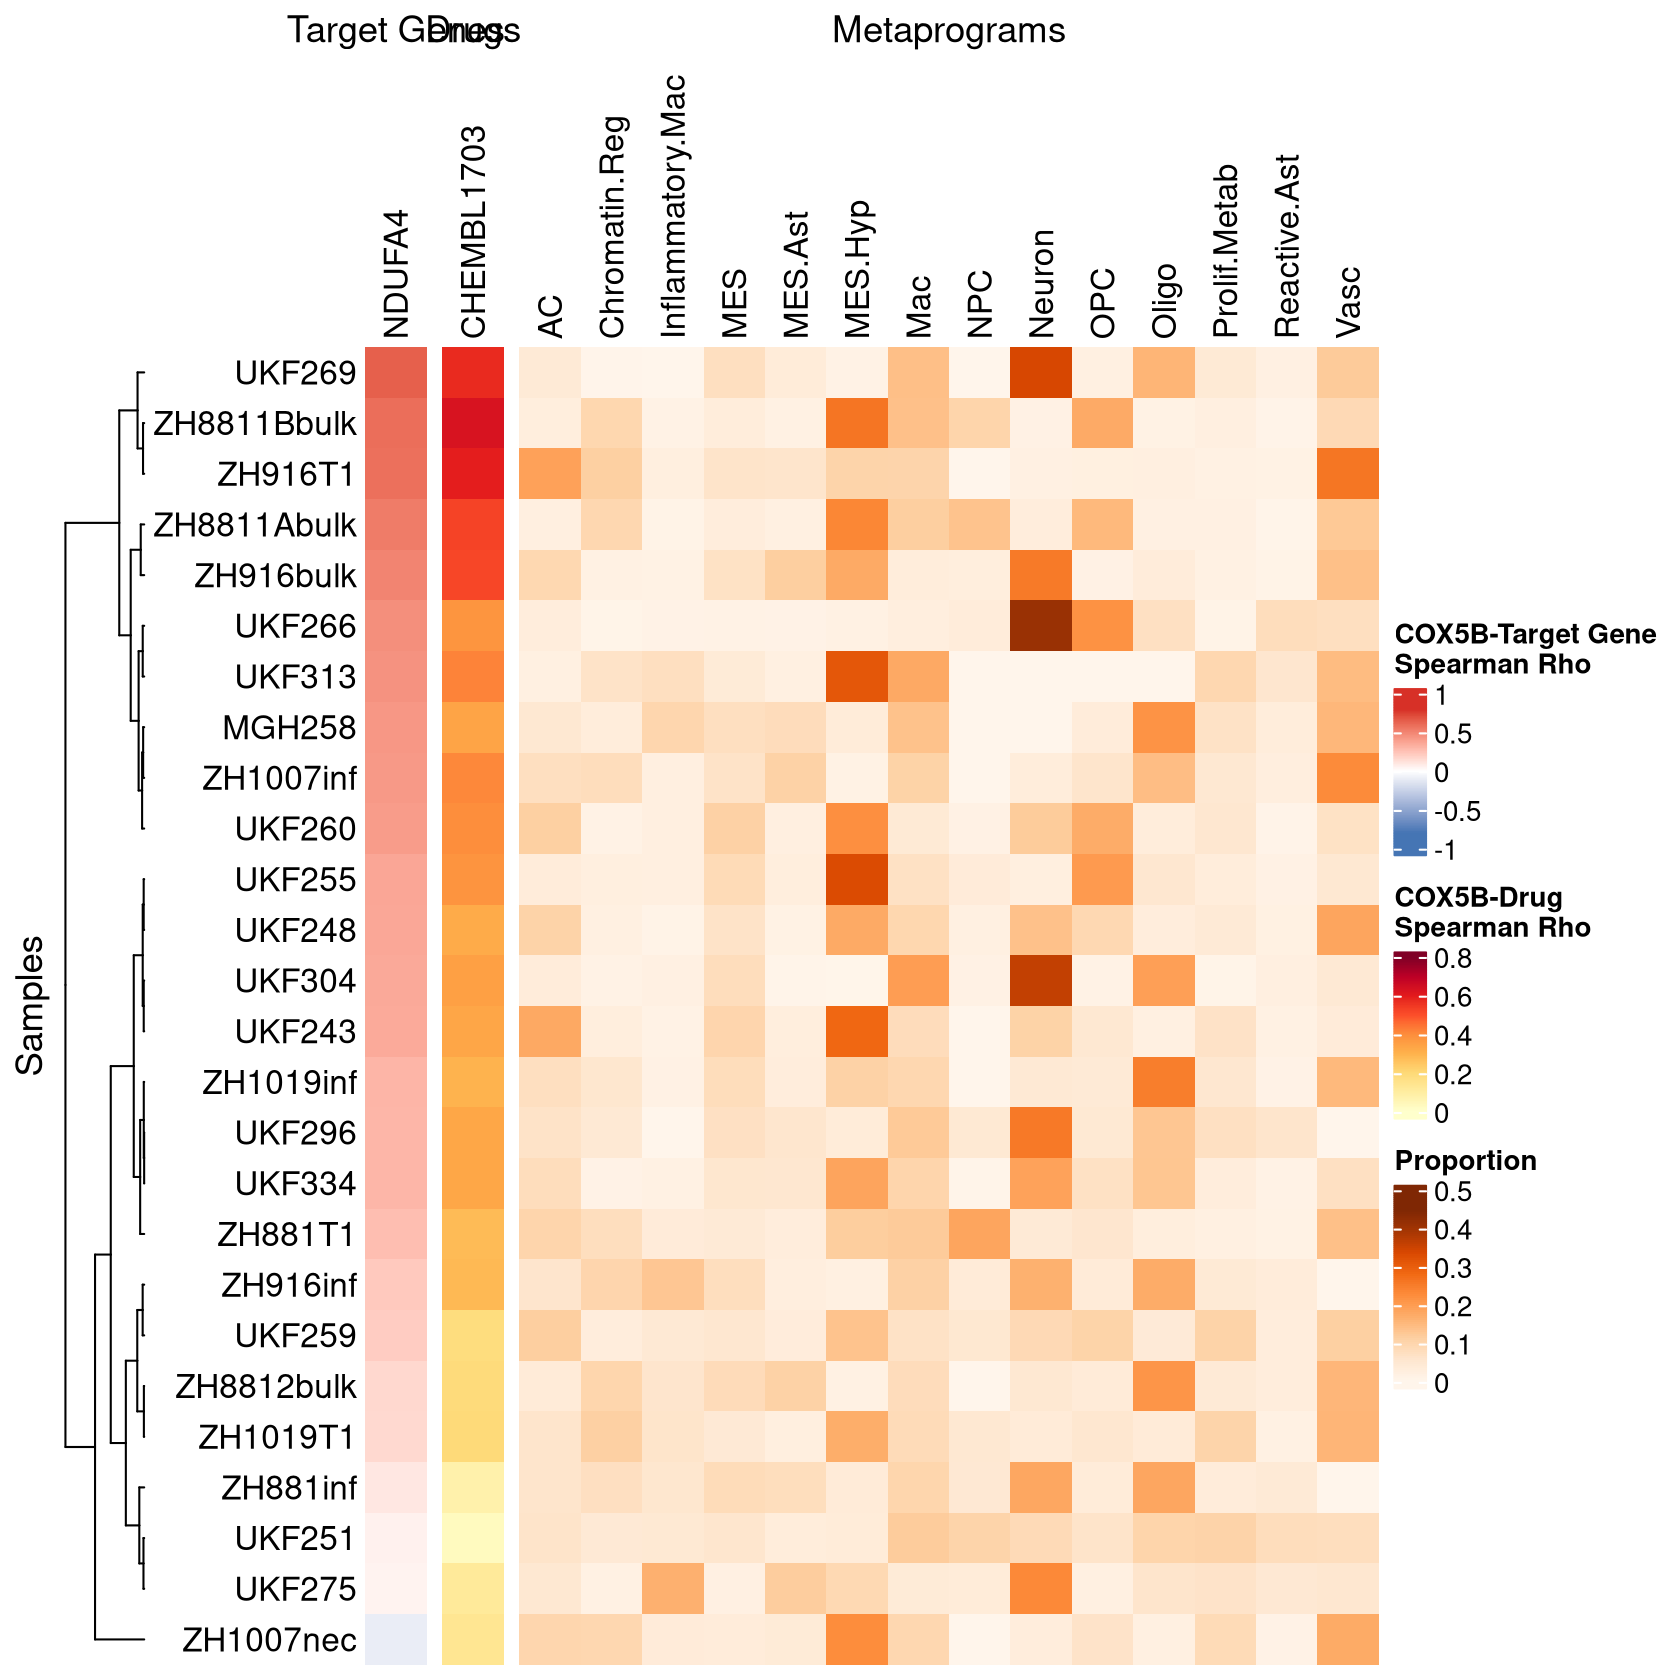 Target Genes Drugs Metaprograms
NDUFA4
CHEMBL1703
AC
Chromatin.Reg
Inflammatory.Mac
MES
MES.Ast
MES.Hyp
Mac
NPC
Neuron
OPC
Oligo
Prolif.Metab
Reactive.Ast
Vasc
Samples
UKF269
ZH8811Bbulk
ZH916T1
ZH8811Abulk
ZH916bulk
UKF266
UKF313
MGH258
ZH1007inf
UKF260
UKF255
UKF248
UKF304
UKF243
ZH1019inf
UKF296
UKF334
ZH881T1
ZH916inf
UKF259
ZH8812bulk
ZH1019T1
ZH881inf
UKF251
UKF275
ZH1007nec
COX5B-Target Gene
Spearman Rho
1
0.5
0
-0.5
-1
COX5B-Drug
Spearman Rho
0.8
0.6
0.4
0.2
0
Proportion
0.5
0.4
0.3
0.2
0.1
0